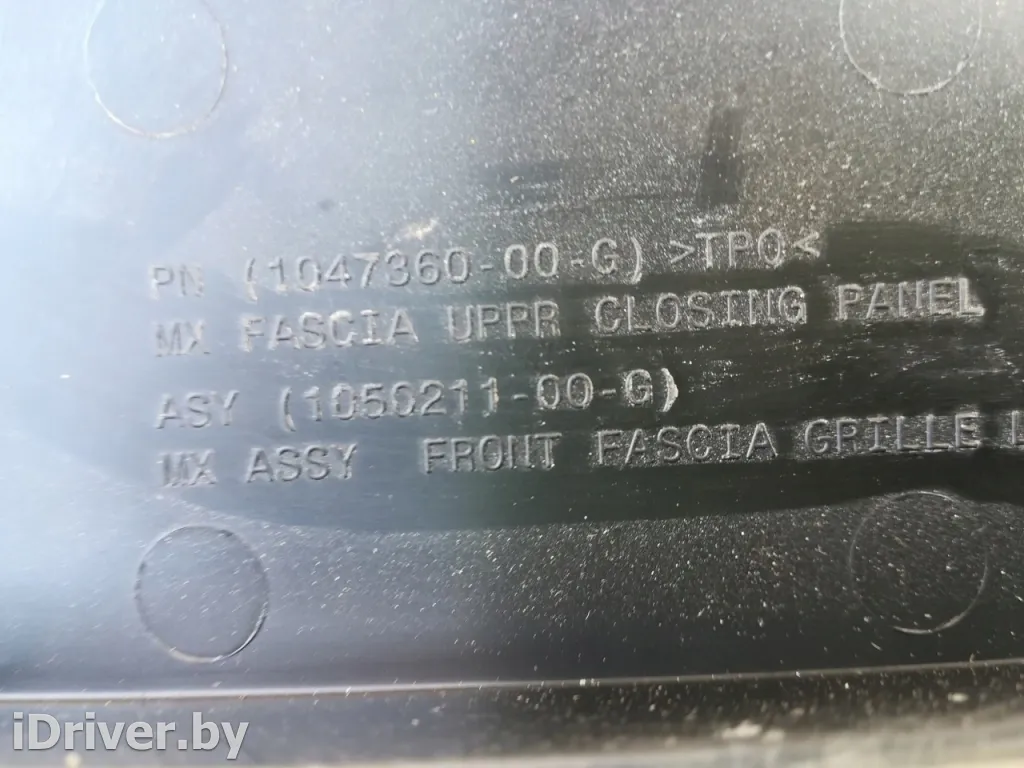 PN (1047360-00-G) >TPO<
MX FASCIA UPPR CLOSING PANEL
ASY (1050211-00-G)
MX ASSY FRONT FASCIA GRILLE
iDriver.by